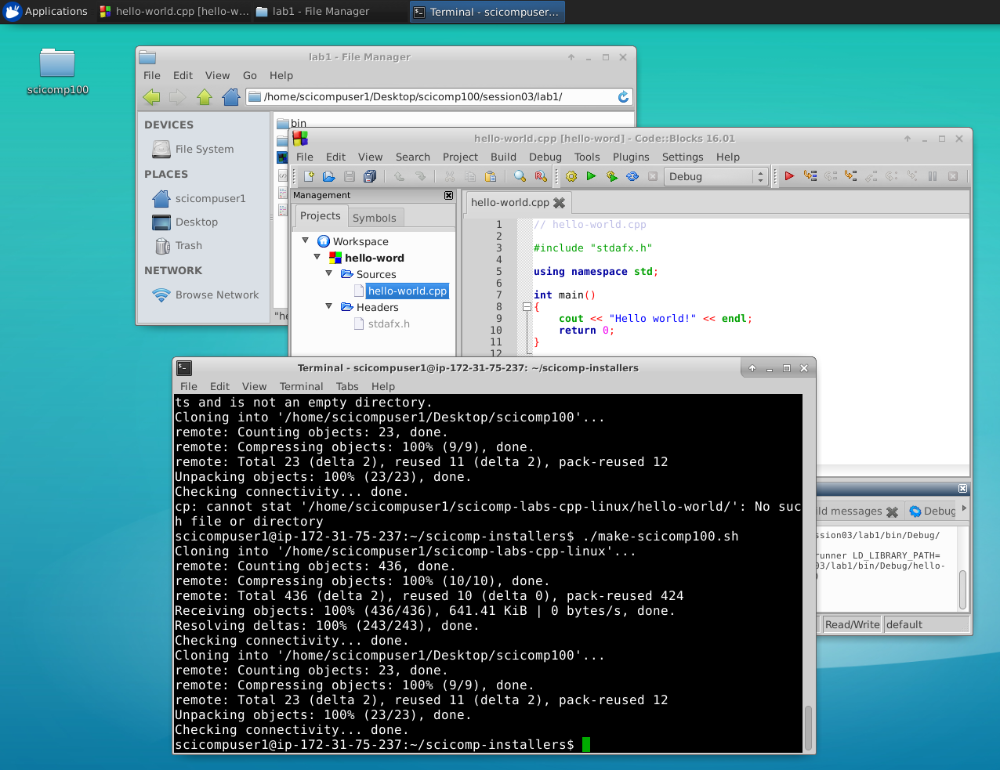 Applications
hello-world.cpp [hello-w...
lab1 - File Manager
Terminal - scicompuser...
scicomp100
lab1 - File Manager
File Edit View Go Help
/home/scicompuser1/Desktop/scicomp100/session03/lab1/
DEVICES
File System
PLACES
scicompuser1
Desktop
Trash
NETWORK
Browse Network
bin
"he
hello-world.cpp [hello-word] - Code::Blocks 16.01
File Edit View Search Project Build Debug Tools Plugins Settings Help
Debug
Management
Projects Symbols
Workspace
hello-word
Sources
hello-world.cpp
Headers
stdafx.h
hello-world.cpp
1 // hello-world.cpp
2
3 #include "stdafx.h"
4
5 using namespace std;
6
7 int main()
8 {
9 cout << "Hello world!" << endl;
10 return 0;
11 }
12
ld messages Debug
ssion03/lab1/bin/Debug/
runner LD_LIBRARY_PATH=
03/lab1/bin/Debug/hello-
)
Read/Write default
Terminal - scicompuser1@ip-172-31-75-237: ~/scicomp-installers
File Edit View Terminal Tabs Help
ts and is not an empty directory.
Cloning into '/home/scicompuser1/Desktop/scicomp100'...
remote: Counting objects: 23, done.
remote: Compressing objects: 100% (9/9), done.
remote: Total 23 (delta 2), reused 11 (delta 2), pack-reused 12
Unpacking objects: 100% (23/23), done.
Checking connectivity... done.
cp: cannot stat '/home/scicompuser1/scicomp-labs-cpp-linux/hello-world/': No suc
h file or directory
scicompuser1@ip-172-31-75-237:~/scicomp-installers$ ./make-scicomp100.sh
Cloning into '/home/scicompuser1/scicomp-labs-cpp-linux'...
remote: Counting objects: 436, done.
remote: Compressing objects: 100% (10/10), done.
remote: Total 436 (delta 2), reused 10 (delta 0), pack-reused 424
Receiving objects: 100% (436/436), 641.41 KiB | 0 bytes/s, done.
Resolving deltas: 100% (243/243), done.
Checking connectivity... done.
Cloning into '/home/scicompuser1/Desktop/scicomp100'...
remote: Counting objects: 23, done.
remote: Compressing objects: 100% (9/9), done.
remote: Total 23 (delta 2), reused 11 (delta 2), pack-reused 12
Unpacking objects: 100% (23/23), done.
Checking connectivity... done.
scicompuser1@ip-172-31-75-237:~/scicomp-installers$